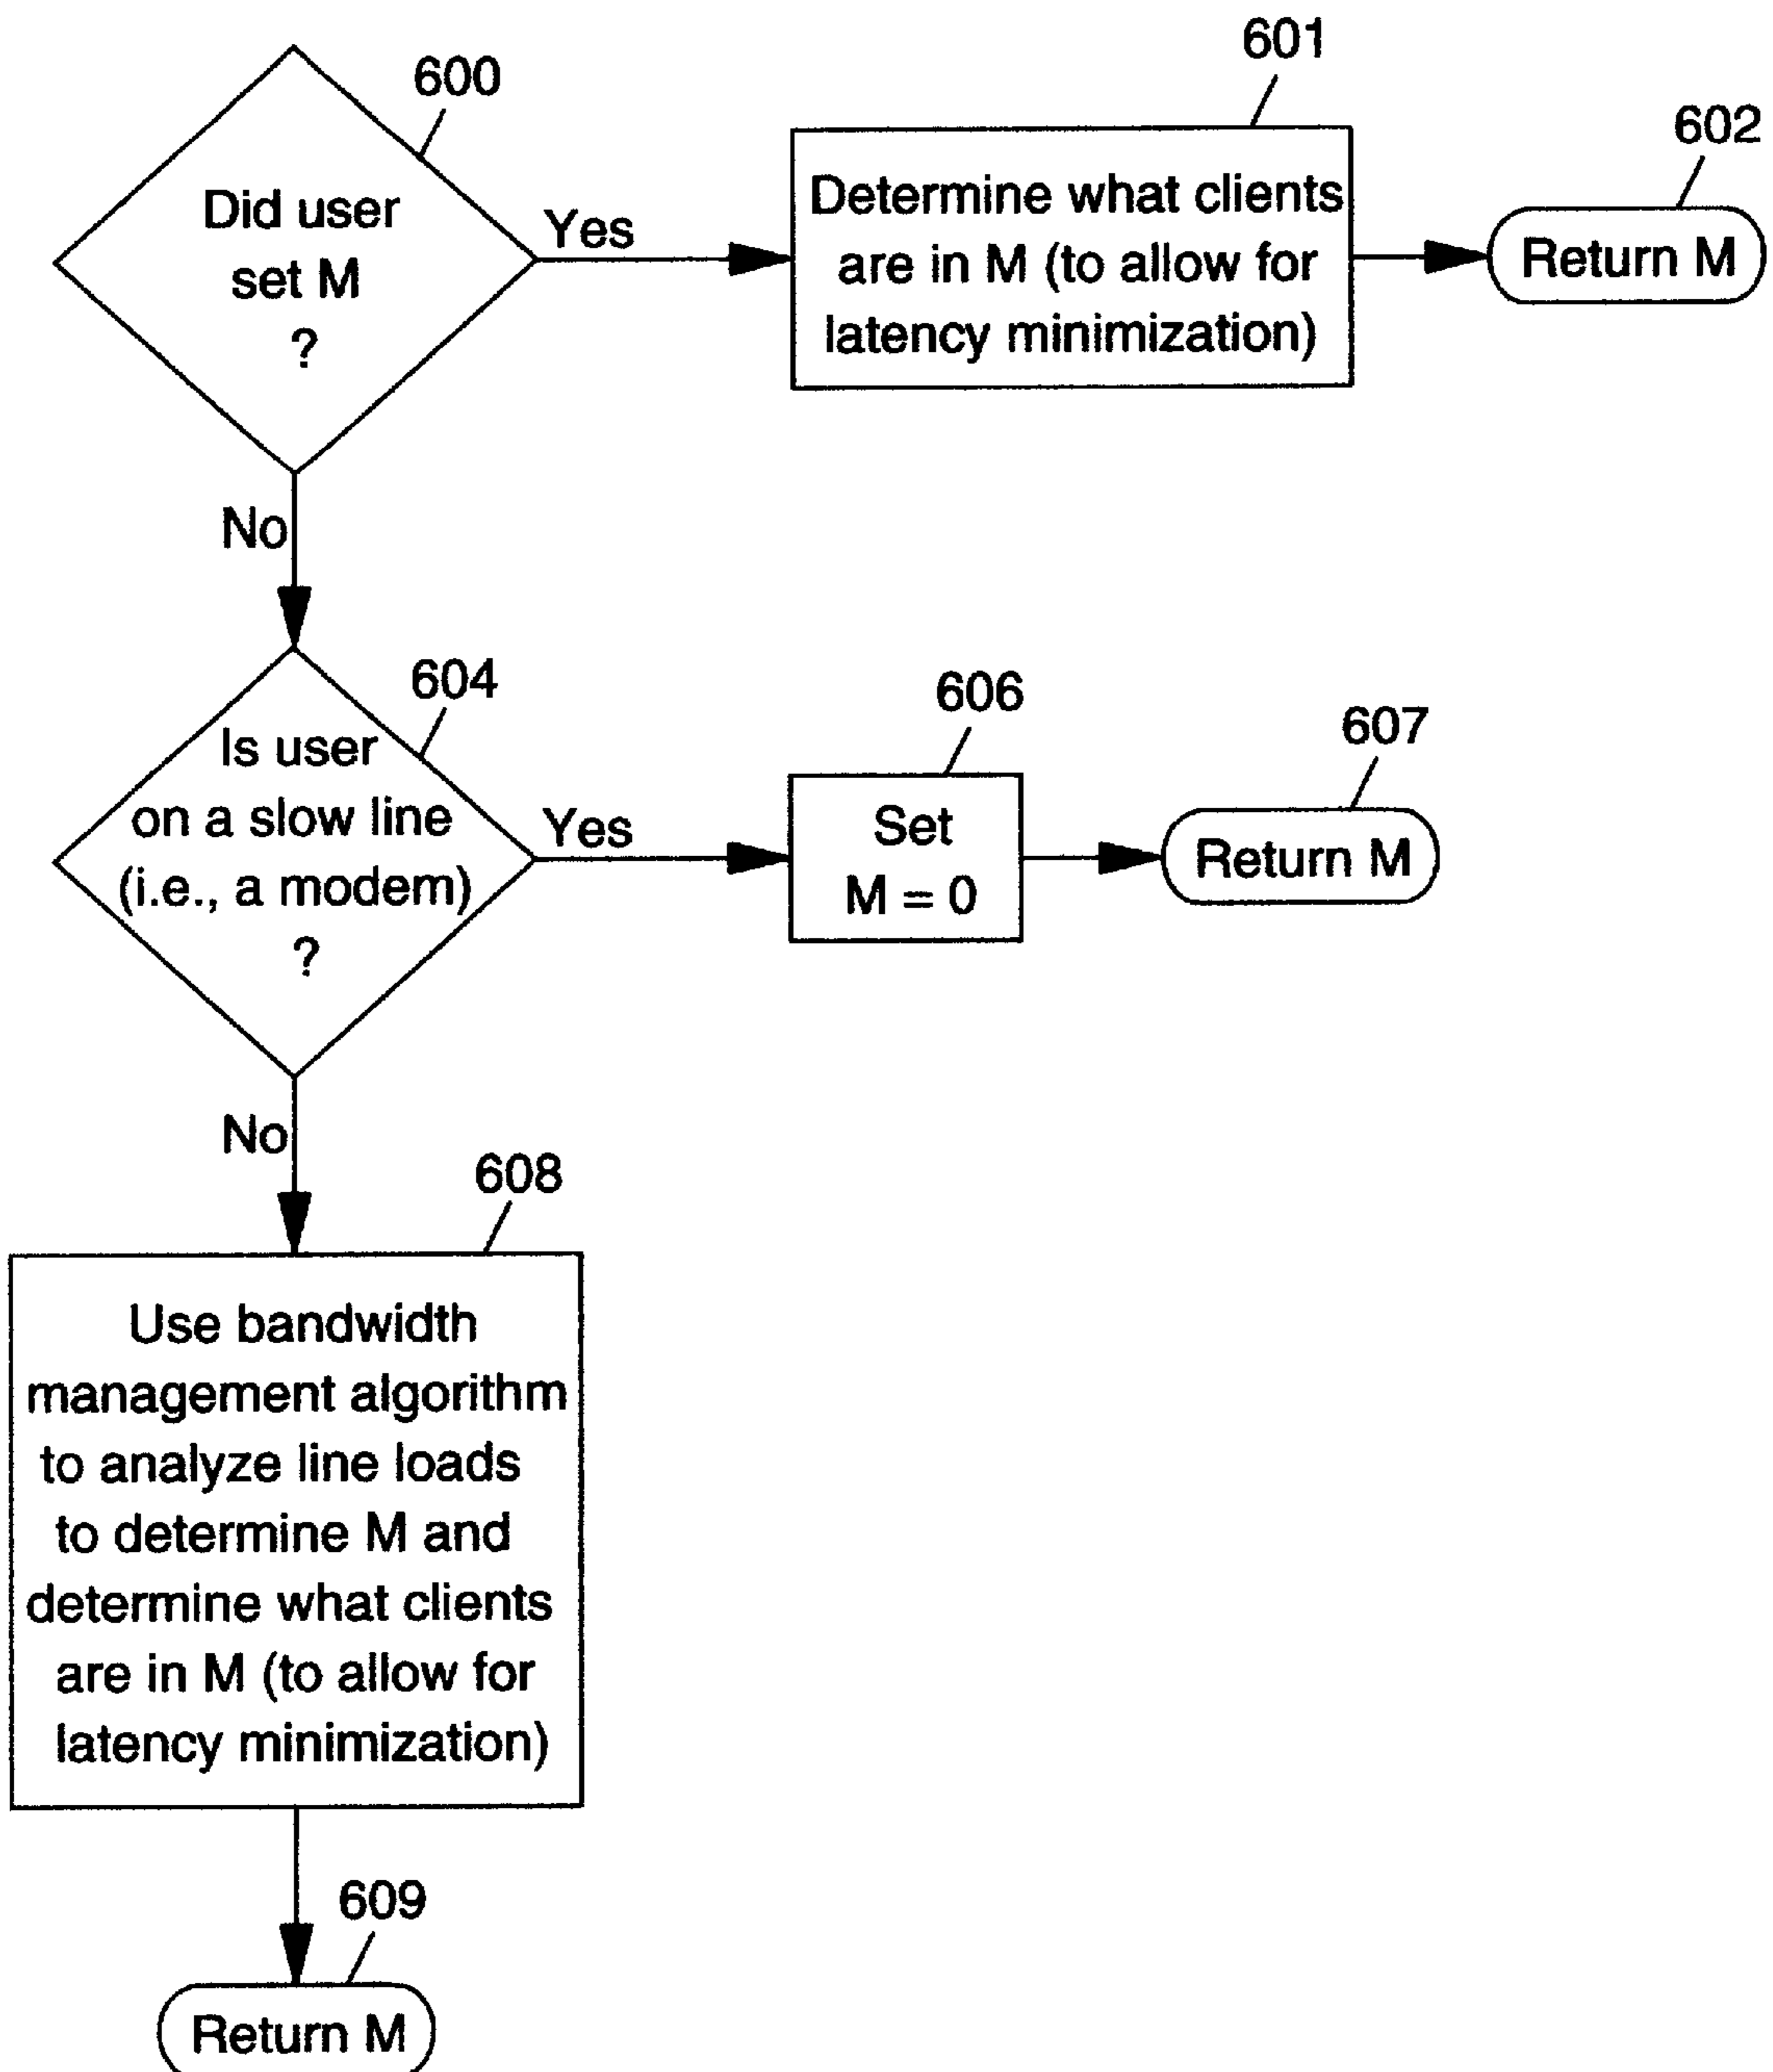 600
Did user
set M
?
Yes
601
Determine what clients
are in M (to allow for
latency minimization)
602
Return M
No
604
Is user
on a slow line
(i.e., a modem)
?
Yes
606
Set
M = 0
607
Return M
No
608
Use bandwidth
management algorithm
to analyze line loads
to determine M and
determine what clients
are in M (to allow for
latency minimization)
609
Return M